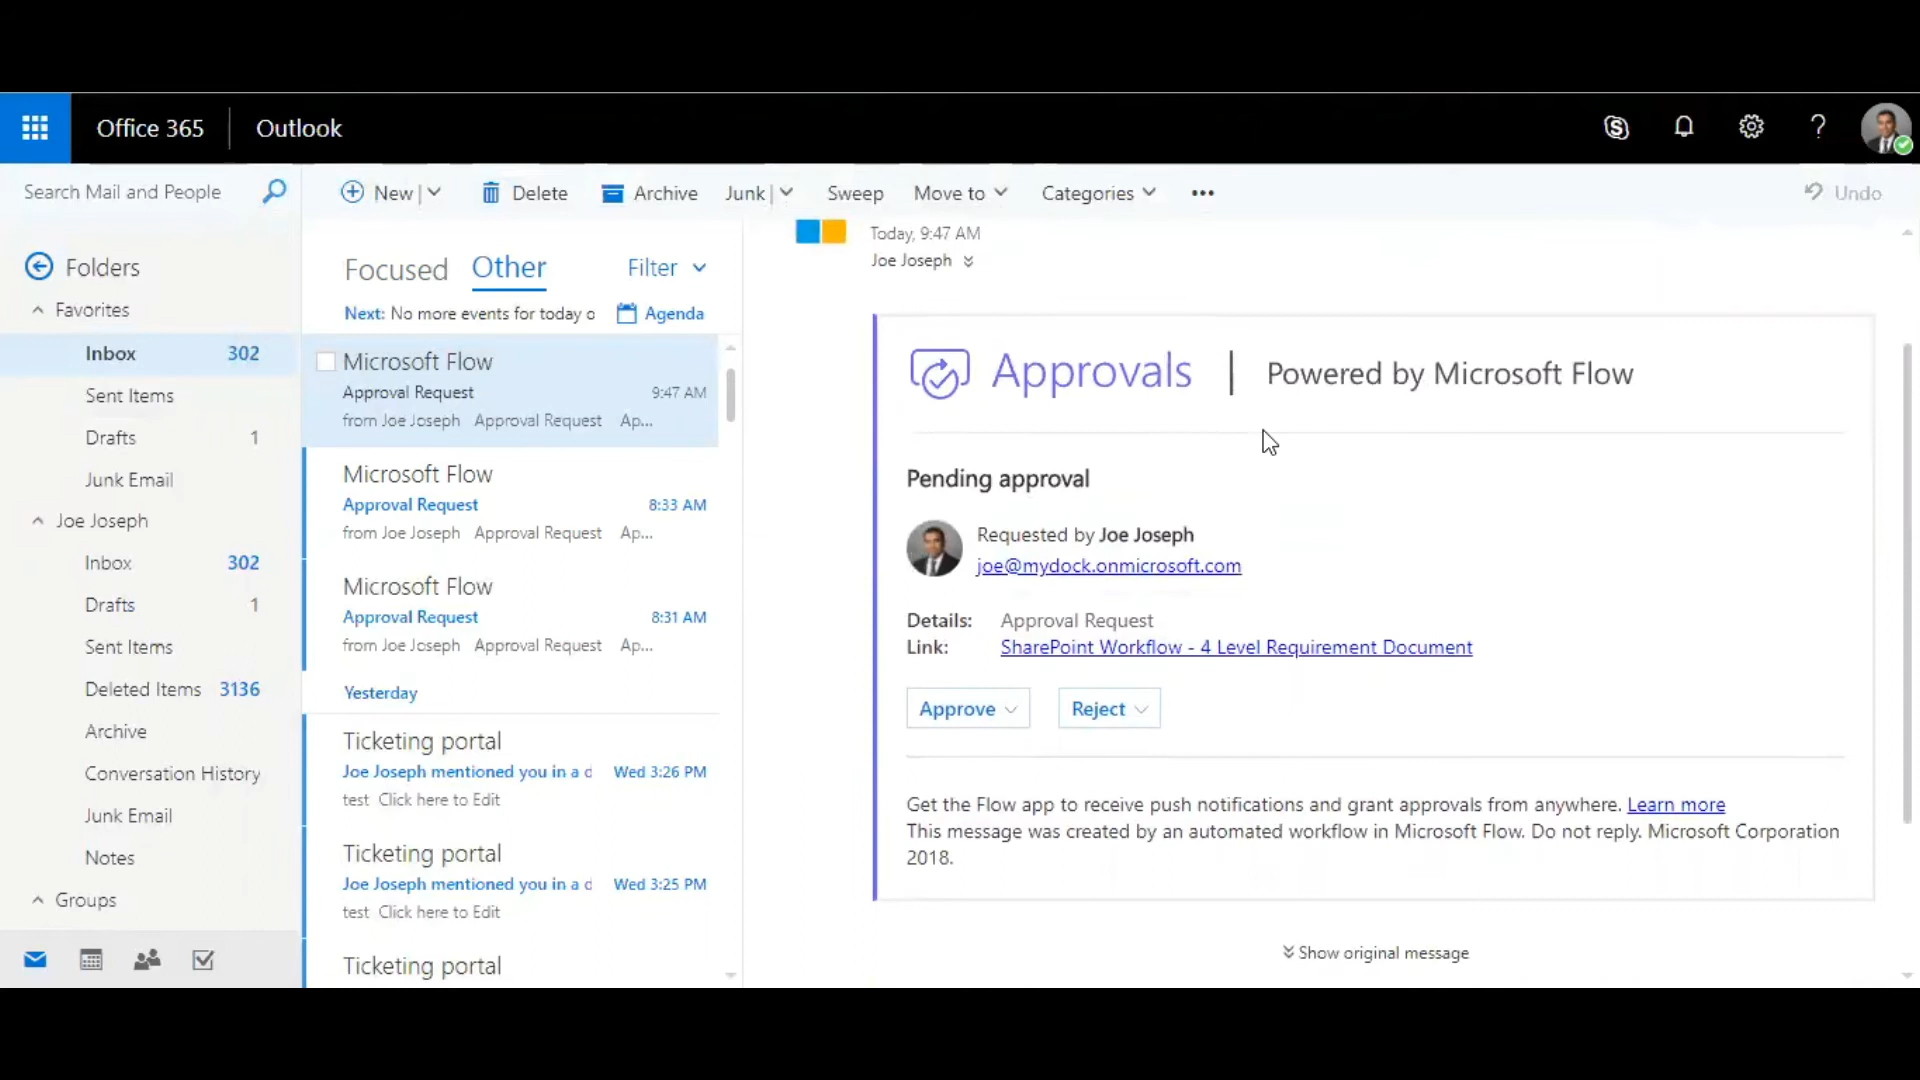 Office 365 Outlook
Search Mail and People
New Delete Archive Junk Sweep Move to Categories ••• Undo
Folders
Favorites
Inbox 302
Sent Items
Drafts 1
Junk Email
Joe Joseph
Inbox 302
Drafts 1
Sent Items
Deleted Items 3136
Archive
Conversation History
Junk Email
Notes
Groups
Focused Other Filter
Next: No more events for today o Agenda
Microsoft Flow
Approval Request 9:47 AM
from Joe Joseph Approval Request Ap...
Microsoft Flow
Approval Request 8:33 AM
from Joe Joseph Approval Request Ap...
Microsoft Flow
Approval Request 8:31 AM
from Joe Joseph Approval Request Ap...
Yesterday
Ticketing portal
Joe Joseph mentioned you in a d Wed 3:26 PM
test Click here to Edit
Ticketing portal
Joe Joseph mentioned you in a d Wed 3:25 PM
test Click here to Edit
Ticketing portal
Today, 9:47 AM
Joe Joseph
Approvals | Powered by Microsoft Flow
Pending approval
Requested by Joe Joseph
joe@mydock.onmicrosoft.com
Details: Approval Request
Link: SharePoint Workflow - 4 Level Requirement Document
Approve Reject
Get the Flow app to receive push notifications and grant approvals from anywhere. Learn more
This message was created by an automated workflow in Microsoft Flow. Do not reply. Microsoft Corporation
2018.
Show original message